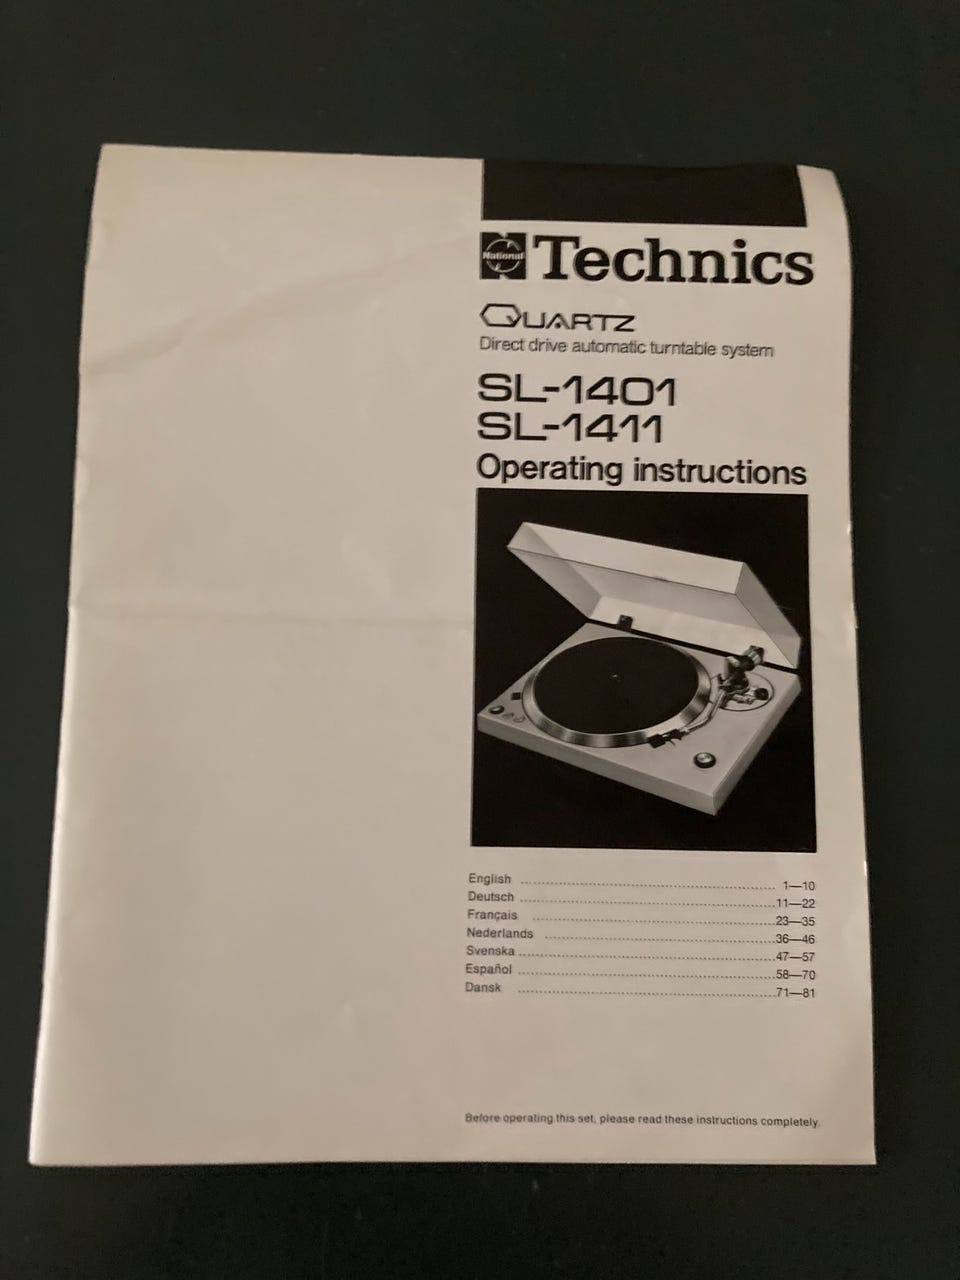 National Technics
QUARTZ
Direct drive automatic turntable system
SL-1401
SL-1411
Operating instructions
English ........................................ 1—10
Deutsch ........................................ 11—22
Français ........................................ 23—35
Nederlands ........................................ 36—46
Svenska ........................................ 47—57
Español ........................................ 58—70
Dansk ........................................ 71—81
Before operating this set, please read these instructions completely.